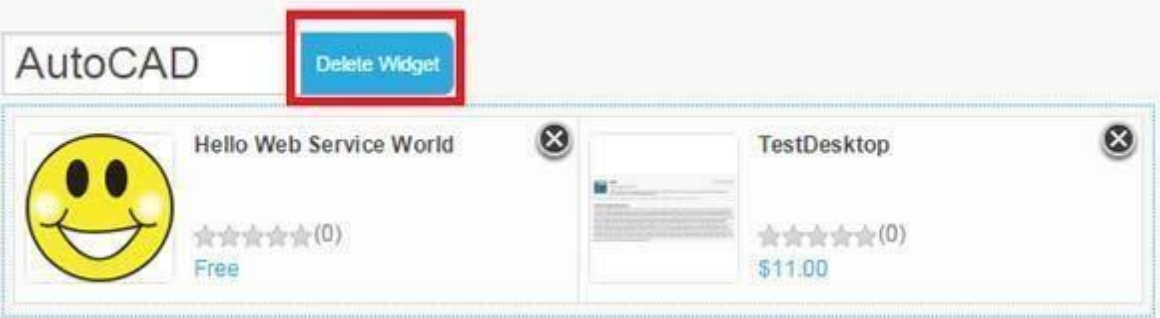 AutoCAD
Delete Widget
Hello Web Service World
(0)
Free
TestDesktop
(0)
$11.00